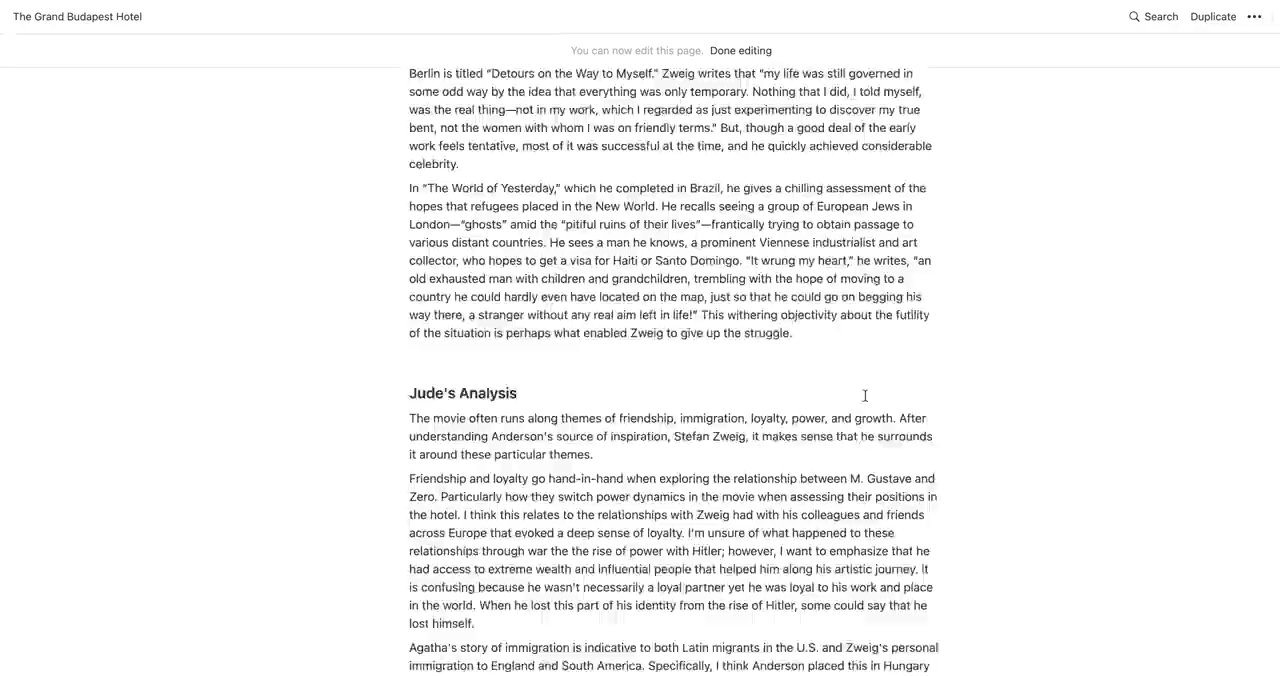 The Grand Budapest Hotel
Search Duplicate •••
You can now edit this page. Done editing
Berlin is titled "Detours on the Way to Myself." Zweig writes that "my life was still governed in
some odd way by the idea that everything was only temporary. Nothing that I did, I told myself,
was the real thing—not in my work, which I regarded as just experimenting to discover my true
bent, not the women with whom I was on friendly terms." But, though a good deal of the early
work feels tentative, most of it was successful at the time, and he quickly achieved considerable
celebrity.
In "The World of Yesterday," which he completed in Brazil, he gives a chilling assessment of the
hopes that refugees placed in the New World. He recalls seeing a group of European Jews in
London—"ghosts" amid the "pitiful ruins of their lives"—frantically trying to obtain passage to
various distant countries. He sees a man he knows, a prominent Viennese industrialist and art
collector, who hopes to get a visa for Haiti or Santo Domingo. "It wrung my heart," he writes, "an
old exhausted man with children and grandchildren, trembling with the hope of moving to a
country he could hardly even have located on the map, just so that he could go on begging his
way there, a stranger without any real aim left in life!" This withering objectivity about the futility
of the situation is perhaps what enabled Zweig to give up the struggle.
Jude's Analysis
The movie often runs along themes of friendship, immigration, loyalty, power, and growth. After
understanding Anderson's source of inspiration, Stefan Zweig, it makes sense that he surrounds
it around these particular themes.
Friendship and loyalty go hand-in-hand when exploring the relationship between M. Gustave and
Zero. Particularly how they switch power dynamics in the movie when assessing their positions in
the hotel. I think this relates to the relationships with Zweig had with his colleagues and friends
across Europe that evoked a deep sense of loyalty. I'm unsure of what happened to these
relationships through war the the rise of power with Hitler; however, I want to emphasize that he
had access to extreme wealth and influential people that helped him along his artistic journey. It
is confusing because he wasn't necessarily a loyal partner yet he was loyal to his work and place
in the world. When he lost this part of his identity from the rise of Hitler, some could say that he
lost himself.
Agatha's story of immigration is indicative to both Latin migrants in the U.S. and Zweig's personal
immigration to England and South America. Specifically, I think Anderson placed this in Hungary